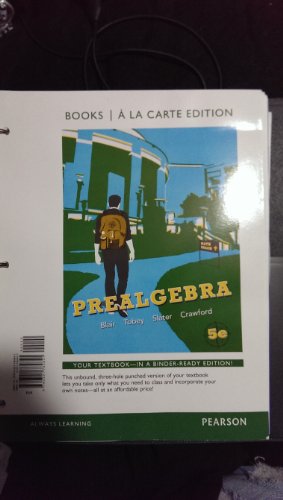 BOOKS | À LA CARTE EDITION
PREALGEBRA
Blair Tobey Slater Crawford
5e
YOUR TEXTBOOK—IN A BINDER-READY EDITION!
This unbound, three-hole punched version of your textbook
lets you take only what you need to class and incorporate your
own notes—all at an affordable price!
ALWAYS LEARNING
PEARSON